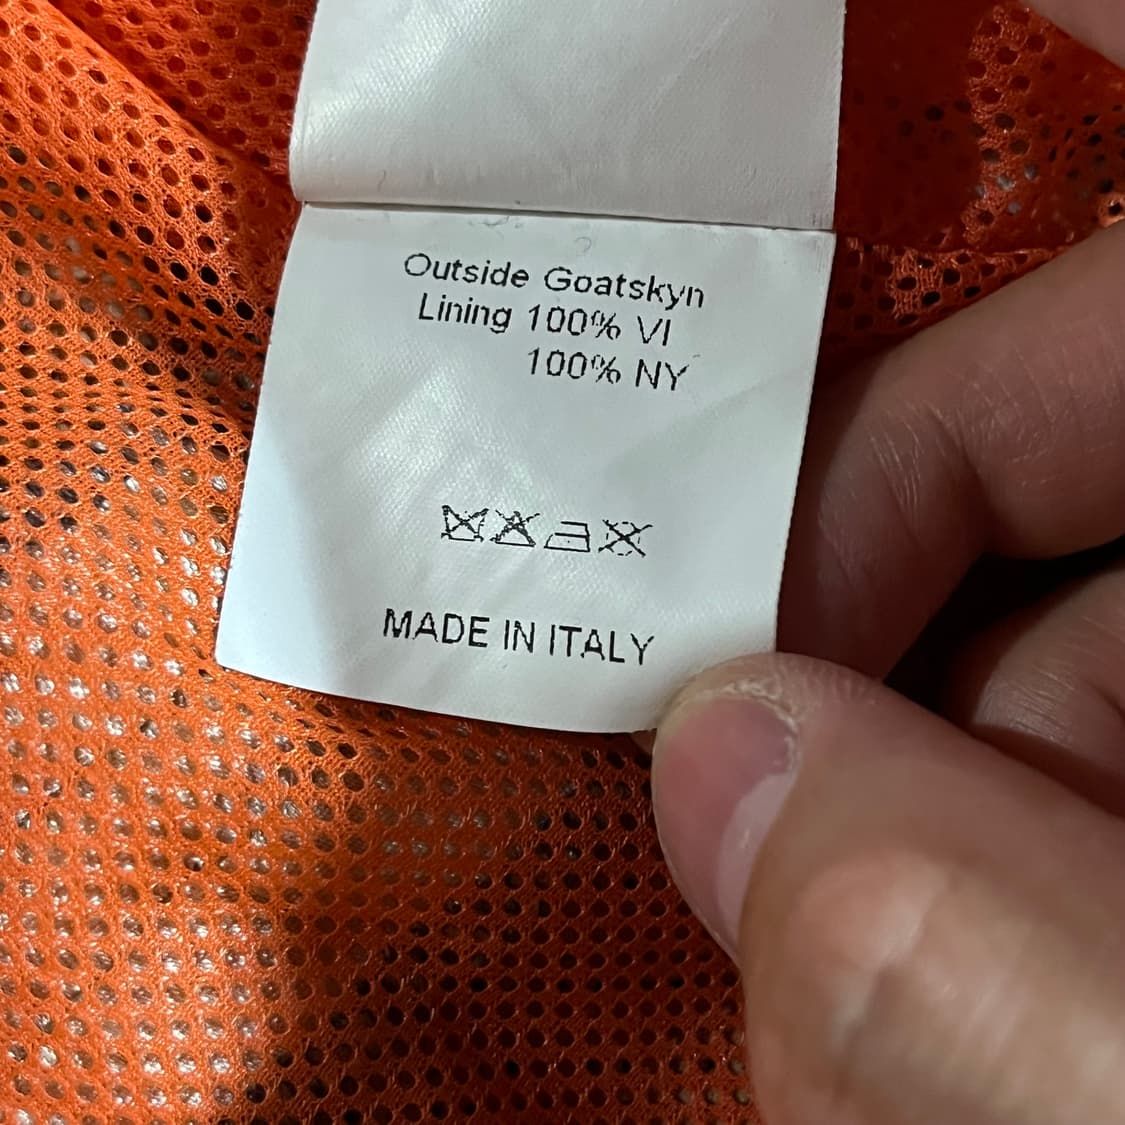 Outside Goatskyn
Lining 100% VI
100% NY
MADE IN ITALY